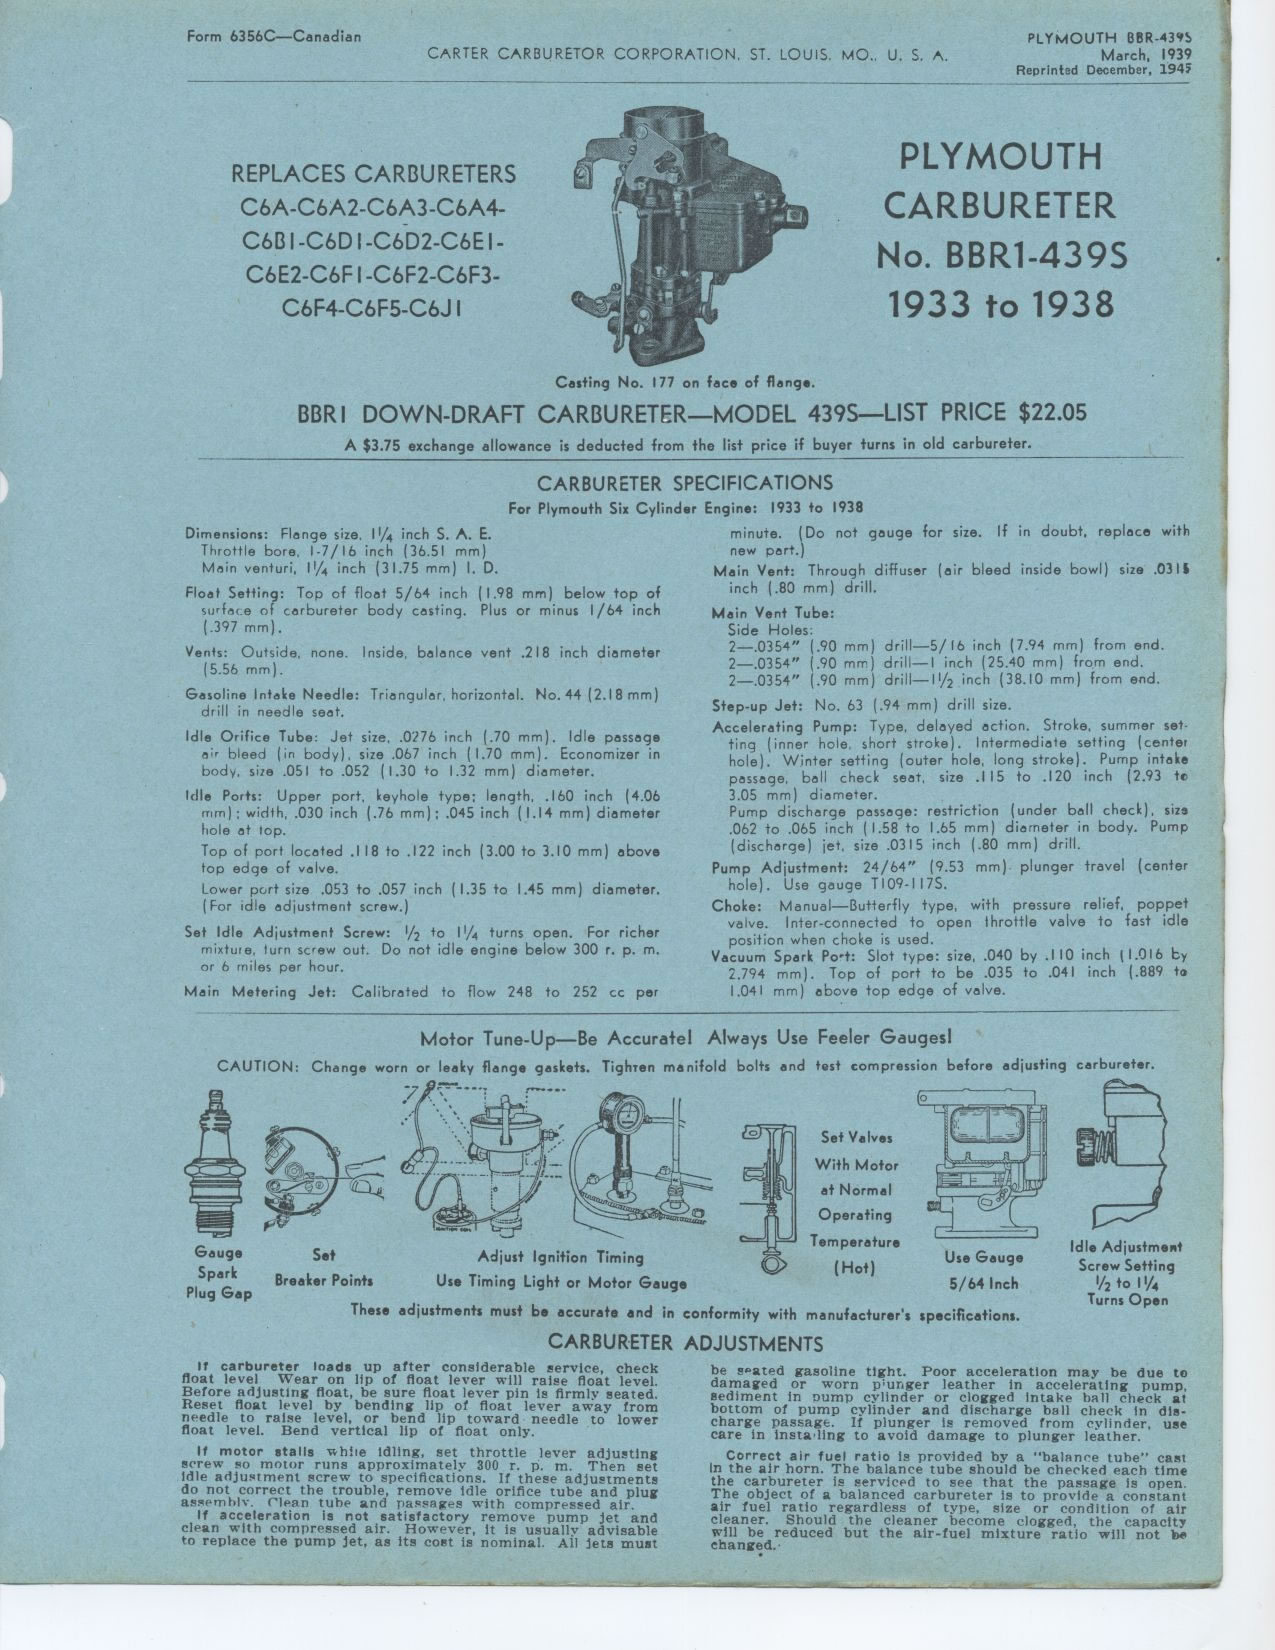 Form 6356C—Canadian
CARTER CARBURETOR CORPORATION, ST. LOUIS, MO., U. S. A.
PLYMOUTH BBR-439S
March, 1939
Reprinted December, 1945
REPLACES CARBURETERS
C6A-C6A2-C6A3-C6A4-
C6B1-C6D1-C6D2-C6E1-
C6E2-C6F1-C6F2-C6F3-
C6F4-C6F5-C6J1
PLYMOUTH
CARBURETER
No. BBR1-439S
1933 to 1938
Casting No. 177 on face of flange.
BBR1 DOWN-DRAFT CARBURETER—MODEL 439S—LIST PRICE $22.05
A $3.75 exchange allowance is deducted from the list price if buyer turns in old carbureter.
CARBURETER SPECIFICATIONS
For Plymouth Six Cylinder Engine: 1933 to 1938
Dimensions: Flange size, 1¼ inch S. A. E.
Throttle bore, 1-7/16 inch (36.51 mm)
Main venturi, 1¼ inch (31.75 mm) I. D.
Float Setting: Top of float 5/64 inch (1.98 mm) below top of
surface of carbureter body casting. Plus or minus 1/64 inch
(.397 mm).
Vents: Outside, none. Inside, balance vent .218 inch diameter
(5.56 mm).
Gasoline Intake Needle: Triangular, horizontal. No. 44 (2.18 mm)
drill in needle seat.
Idle Orifice Tube: Jet size, .0276 inch (.70 mm). Idle passage
air bleed (in body), size .067 inch (1.70 mm). Economizer in
body, size .051 to .052 (1.30 to 1.32 mm) diameter.
Idle Ports: Upper port, keyhole type; length, .160 inch (4.06
mm); width, .030 inch (.76 mm); .045 inch (1.14 mm) diameter
hole at top.
Top of port located .118 to .122 inch (3.00 to 3.10 mm) above
top edge of valve.
Lower port size .053 to .057 inch (1.35 to 1.45 mm) diameter.
(For idle adjustment screw.)
Set Idle Adjustment Screw: ½ to 1¼ turns open. For richer
mixture, turn screw out. Do not idle engine below 300 r. p. m.
or 6 miles per hour.
Main Metering Jet: Calibrated to flow 248 to 252 cc per
minute. (Do not gauge for size. If in doubt, replace with
new part.)
Main Vent: Through diffuser (air bleed inside bowl) size .0315
inch (.80 mm) drill.
Main Vent Tube:
Side Holes:
2—.0354" (.90 mm) drill—5/16 inch (7.94 mm) from end.
2—.0354" (.90 mm) drill—1 inch (25.40 mm) from end.
2—.0354" (.90 mm) drill—1½ inch (38.10 mm) from end.
Step-up Jet: No. 63 (.94 mm) drill size.
Accelerating Pump: Type, delayed action. Stroke, summer set-
ting (inner hole, short stroke). Intermediate setting (center
hole). Winter setting (outer hole, long stroke). Pump intake
passage, ball check seat, size .115 to .120 inch (2.93 to
3.05 mm) diameter.
Pump discharge passage: restriction (under ball check), size
.062 to .065 inch (1.58 to 1.65 mm) diameter in body. Pump
(discharge) jet, size .0315 inch (.80 mm) drill.
Pump Adjustment: 24/64" (9.53 mm) plunger travel (center
hole). Use gauge T109-117S.
Choke: Manual—Butterfly type, with pressure relief, poppet
valve. Inter-connected to open throttle valve to fast idle
position when choke is used.
Vacuum Spark Port: Slot type: size, .040 by .110 inch (1.016 by
2.794 mm). Top of port to be .035 to .041 inch (.889 to
1.041 mm) above top edge of valve.
Motor Tune-Up—Be Accurate! Always Use Feeler Gauges!
CAUTION: Change worn or leaky flange gaskets. Tighten manifold bolts and test compression before adjusting carbureter.
Gauge
Spark
Plug Gap
Set
Breaker Points
Adjust Ignition Timing
Use Timing Light or Motor Gauge
Set Valves
With Motor
at Normal
Operating
Temperature
(Hot)
Use Gauge
5/64 Inch
Idle Adjustment
Screw Setting
½ to 1¼
Turns Open
These adjustments must be accurate and in conformity with manufacturer's specifications.
CARBURETER ADJUSTMENTS
If carbureter loads up after considerable service, check
float level Wear on lip of float lever will raise float level.
Before adjusting float, be sure float lever pin is firmly seated.
Reset float level by bending lip of float lever away from
needle to raise level, or bend lip toward needle to lower
float level. Bend vertical lip of float only.
If motor stalls while idling, set throttle lever adjusting
screw so motor runs approximately 300 r. p. m. Then set
idle adjustment screw to specifications. If these adjustments
do not correct the trouble, remove idle orifice tube and plug
assembly. Clean tube and passages with compressed air.
If acceleration is not satisfactory remove pump jet and
clean with compressed air. However, it is usually advisable
to replace the pump jet, as its cost is nominal. All jets must
be seated gasoline tight. Poor acceleration may be due to
damaged or worn plunger leather in accelerating pump,
sediment in pump cylinder or clogged intake ball check at
bottom of pump cylinder and discharge ball check in dis-
charge passage. If plunger is removed from cylinder, use
care in installing to avoid damage to plunger leather.
Correct air fuel ratio is provided by a "balance tube" cast
in the air horn. The balance tube should be checked each time
the carbureter is serviced to see that the passage is open.
The object of a balanced carbureter is to provide a constant
air fuel ratio regardless of type, size or condition of air
cleaner. Should the cleaner become clogged, the capacity
will be reduced but the air-fuel mixture ratio will not be
changed.